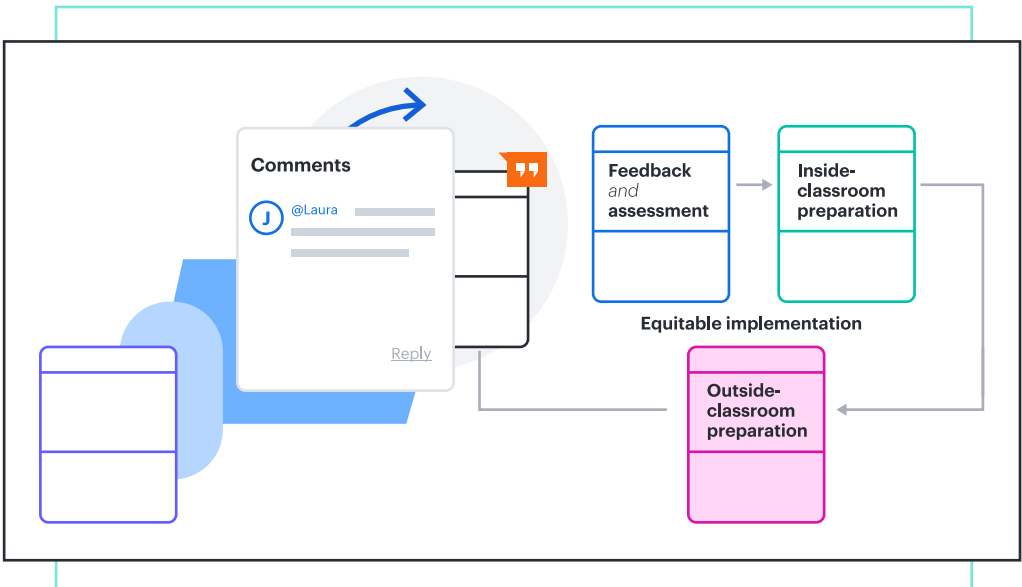 Comments
J
@Laura
Reply
Feedback
and
assessment
Inside-
classroom
preparation
Equitable implementation
Outside-
classroom
preparation